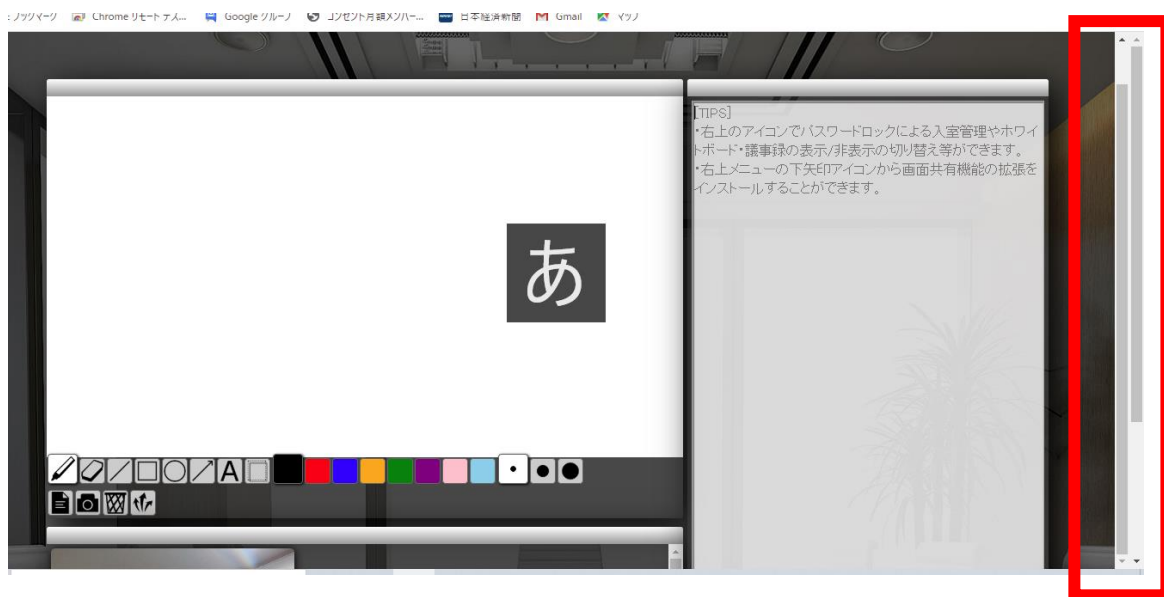 ブックマーク Chrome リモート デス... Google グループ コンセント月額メンバー... 日本経済新聞 Gmail マップ
[TIPS]
・右上のアイコンでパスワードロックによる入室管理やホワイ
トボード・議事録の表示/非表示の切り替え等ができます。
・右上メニューの下矢印アイコンから画面共有機能の拡張を
インストールすることができます。
あ
A